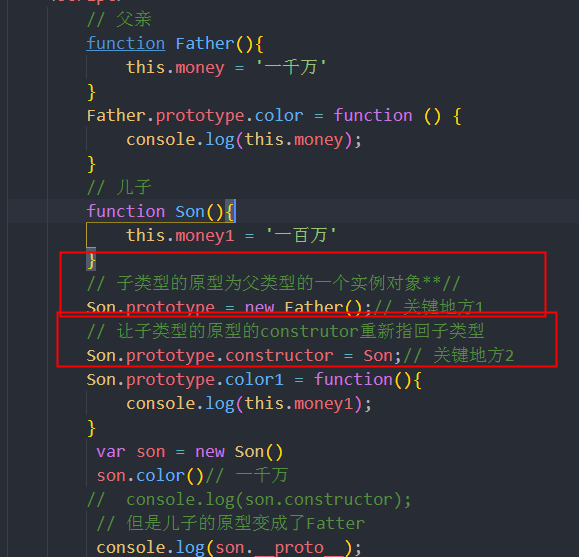 // 父亲
function Father(){
this.money = '一千万'
}
Father.prototype.color = function () {
console.log(this.money);
}
// 儿子
function Son(){
this.money1 = '一百万'
}
// 子类型的原型为父类型的一个实例对象**//
Son.prototype = new Father();// 关键地方1
// 让子类型的原型的construtor重新指回子类型
Son.prototype.constructor = Son;// 关键地方2
Son.prototype.color1 = function(){
console.log(this.money1);
}
var son = new Son()
son.color()// 一千万
// console.log(son.constructor);
// 但是儿子的原型变成了Fatter
console.log(son.__proto__);